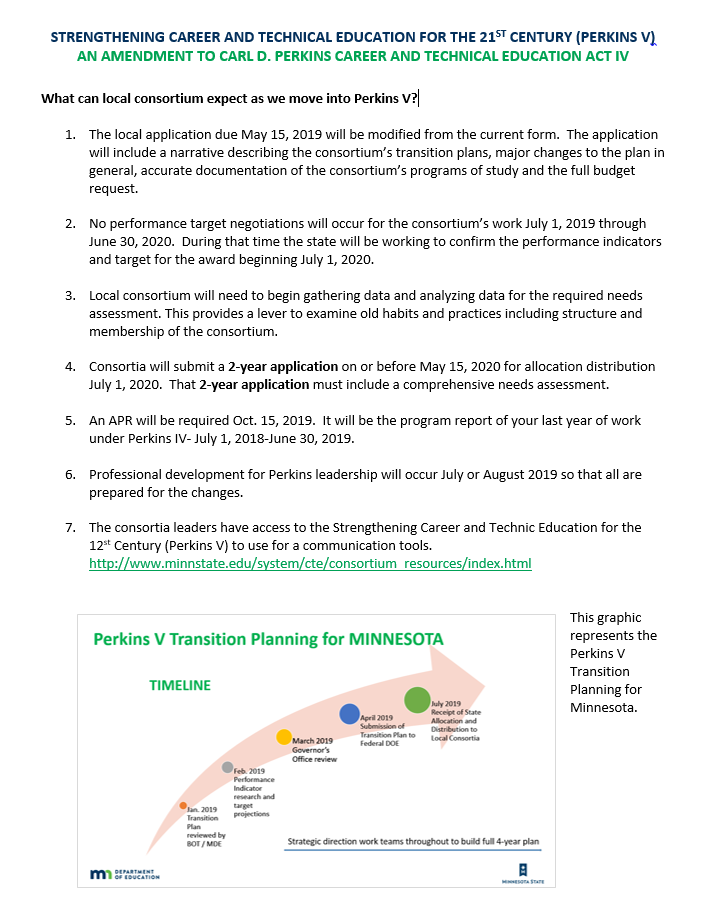 STRENGTHENING CAREER AND TECHNICAL EDUCATION FOR THE 21ST CENTURY (PERKINS V)
AN AMENDMENT TO CARL D. PERKINS CAREER AND TECHNICAL EDUCATION ACT IV
What can local consortium expect as we move into Perkins V?
1. The local application due May 15, 2019 will be modified from the current form. The application
will include a narrative describing the consortium's transition plans, major changes to the plan in
general, accurate documentation of the consortium's programs of study and the full budget
request.
2. No performance target negotiations will occur for the consortium's work July 1, 2019 through
June 30, 2020. During that time the state will be working to confirm the performance indicators
and target for the award beginning July 1, 2020.
3. Local consortium will need to begin gathering data and analyzing data for the required needs
assessment. This provides a lever to examine old habits and practices including structure and
membership of the consortium.
4. Consortia will submit a 2-year application on or before May 15, 2020 for allocation distribution
July 1, 2020. That 2-year application must include a comprehensive needs assessment.
5. An APR will be required Oct. 15, 2019. It will be the program report of your last year of work
under Perkins IV- July 1, 2018-June 30, 2019.
6. Professional development for Perkins leadership will occur July or August 2019 so that all are
prepared for the changes.
7. The consortia leaders have access to the Strengthening Career and Technic Education for the
12st Century (Perkins V) to use for a communication tools.
http://www.minnstate.edu/system/cte/consortium_resources/index.html
Perkins V Transition Planning for MINNESOTA
TIMELINE
Jan. 2019
Transition
Plan
reviewed by
BOT / MDE
Feb. 2019
Performance
Indicator
research and
target
projections
March 2019
Governor's
Office review
April 2019
Submission of
Transition Plan to
Federal DOE
July 2019
Receipt of State
Allocation and
Distribution to
Local Consortia
Strategic direction work teams throughout to build full 4-year plan
mn DEPARTMENT
OF EDUCATION
MINNESOTA STATE
This graphic
represents the
Perkins V
Transition
Planning for
Minnesota.